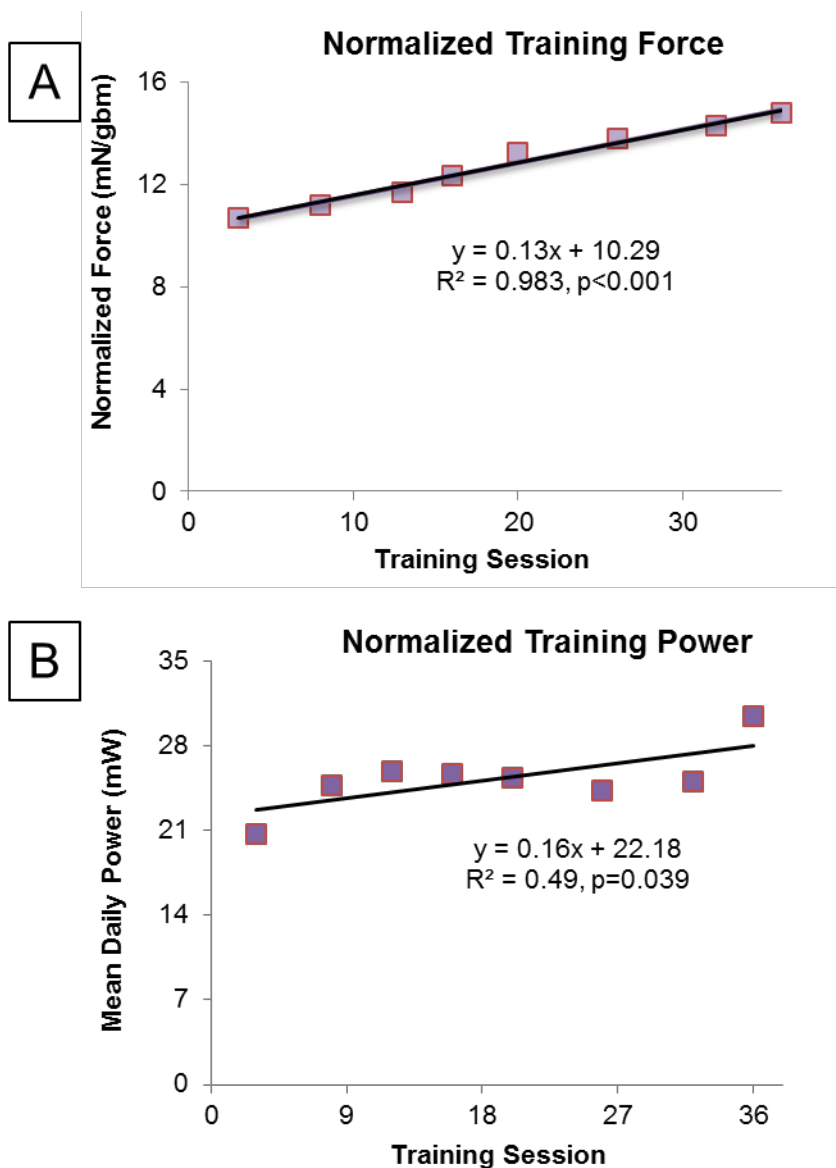 A
Normalized Training Force
Normalized Force (mN/gbm)
16
12
8
4
0
y = 0.13x + 10.29
R² = 0.983, p<0.001
0 10 20 30
Training Session
B
Normalized Training Power
Mean Daily Power (mW)
35
28
21
14
7
0
y = 0.16x + 22.18
R² = 0.49, p=0.039
0 9 18 27 36
Training Session